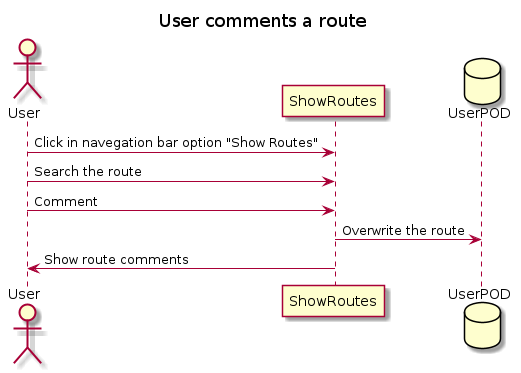 User comments a route
User
ShowRoutes
UserPOD
Click in navegation bar option "Show Routes"
Search the route
Comment
Overwrite the route
Show route comments
User
ShowRoutes
UserPOD